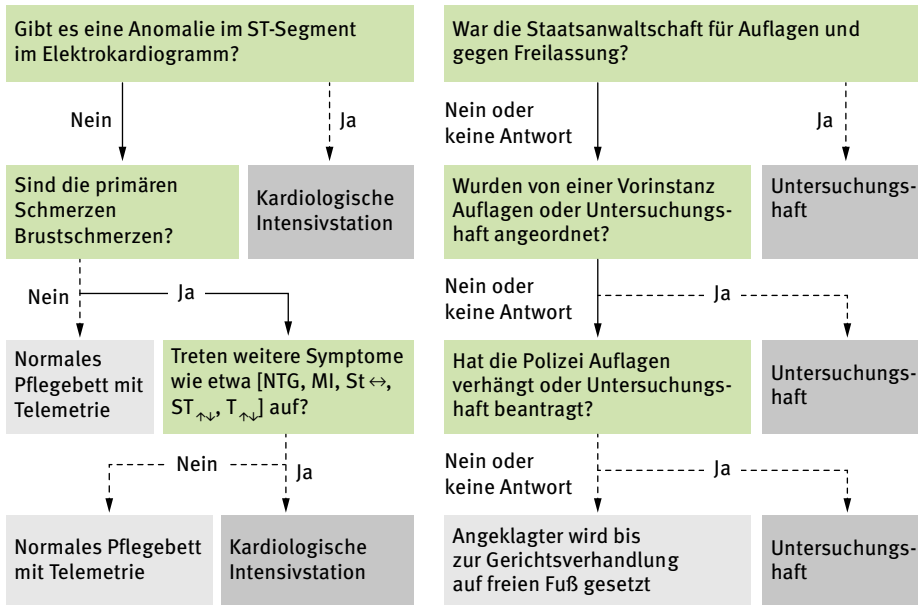 Gibt es eine Anomalie im ST-Segment
im Elektrokardiogramm?
Nein
Ja
Sind die primären
Schmerzen
Brustschmerzen?
Kardiologische
Intensivstation
Nein
Ja
Normales
Pflegebett mit
Telemetrie
Treten weitere Symptome
wie etwa [NTG, MI, St ↔,
ST↑↓, T↑↓] auf?
Nein
Ja
Normales Pflegebett
mit Telemetrie
Kardiologische
Intensivstation
War die Staatsanwaltschaft für Auflagen und
gegen Freilassung?
Nein oder
keine Antwort
Ja
Wurden von einer Vorinstanz
Auflagen oder Untersuchungs-
haft angeordnet?
Untersuchungs-
haft
Nein oder
keine Antwort
Ja
Hat die Polizei Auflagen
verhängt oder Untersuchungs-
haft beantragt?
Untersuchungs-
haft
Nein oder
keine Antwort
Ja
Angeklagter wird bis
zur Gerichtsverhandlung
auf freien Fuß gesetzt
Untersuchungs-
haft